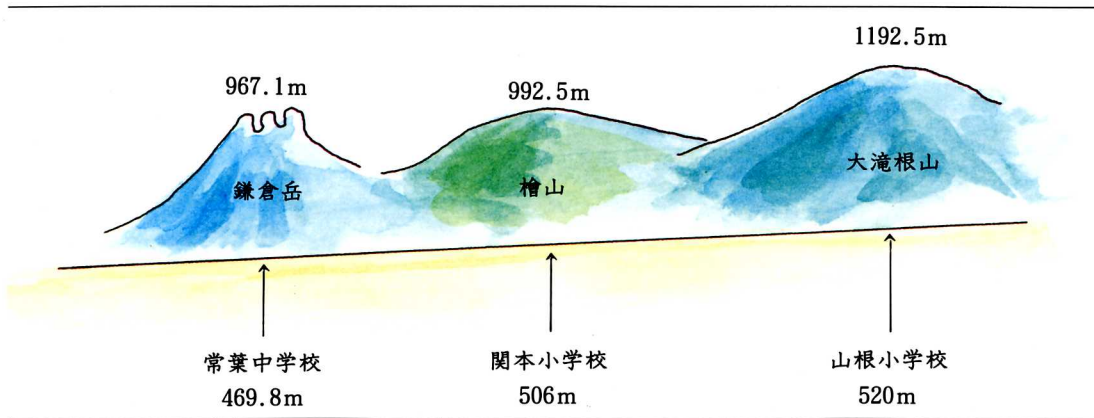 967.1m
992.5m
1192.5m
鎌倉岳
檜山
大滝根山
常葉中学校
469.8m
関本小学校
506m
山根小学校
520m